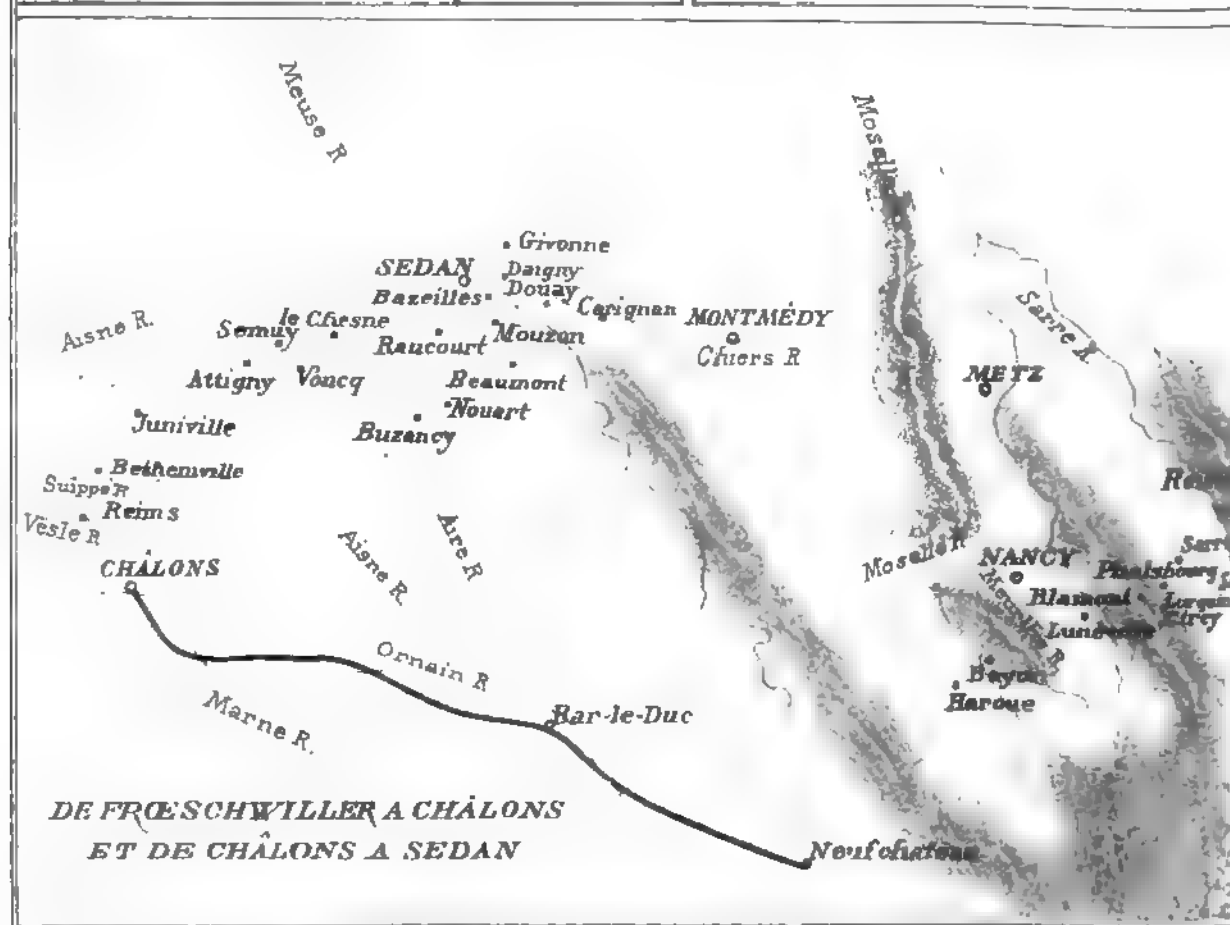 Meuse R
Moselle
Givonne
SEDAN
Daigny
Douay
Bazeilles
Carignan
MONTMÉDY
Chiers R
Sarre R
Aisne R.
Semuy
le Chesne
Raucourt
Mouzon
METZ
Attigny
Voncq
Beaumont
Nouart
Juniville
Buzancy
Bethemville
Suippe R
Reims
Vesle R
Aisne R.
Aire R
Moselle R
NANCY
CHÂLONS
Phalsbourg
Blamont
Ornain R
Bayon
Haroue
Marne R.
Bar-le-Duc
DE FRŒSCHWILLER A CHÂLONS
ET DE CHÂLONS A SEDAN
Neufchateau